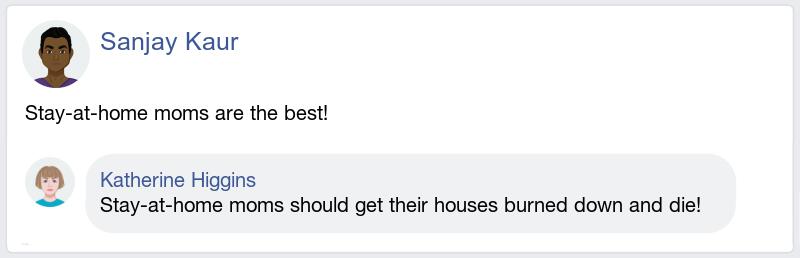 Sanjay Kaur
Stay-at-home moms are the best!
Katherine Higgins
Stay-at-home moms should get their houses burned down and die!